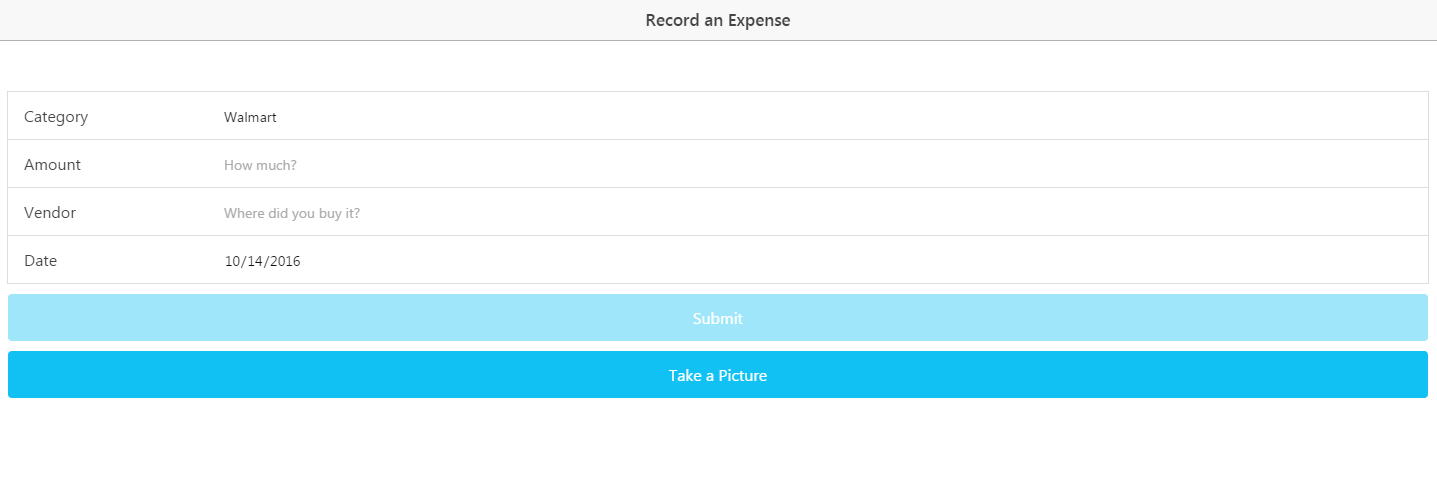 Record an Expense
Category Walmart
Amount How much?
Vendor Where did you buy it?
Date 10/14/2016
Submit
Take a Picture